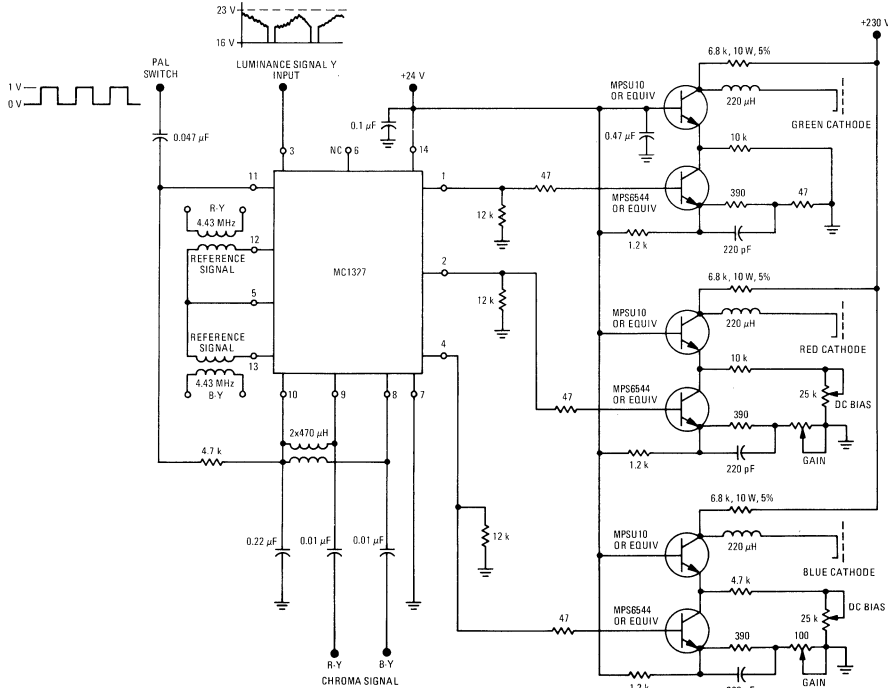 23 V
16 V
LUMINANCE SIGNAL Y
INPUT
1 V
0 V
PAL
SWITCH
0.047 µF
+24 V
0.1 µF
3
NC 6
14
11
R-Y
4.43 MHz
12
REFERENCE
SIGNAL
5
REFERENCE
SIGNAL
13
4.43 MHz
B-Y
MC1327
1
2
4
10
9
8
7
2x470 µH
4.7 k
0.22 µF
0.01 µF
0.01 µF
R-Y
B-Y
CHROMA SIGNAL
47
12 k
12 k
47
12 k
47
+230 V
6.8 k, 10 W, 5%
MPSU10
OR EQUIV
220 µH
GREEN CATHODE
0.47 µF
10 k
MPS6544
OR EQUIV
390
47
1.2 k
220 pF
6.8 k, 10 W, 5%
MPSU10
OR EQUIV
220 µH
RED CATHODE
10 k
MPS6544
OR EQUIV
25 k
DC BIAS
390
1.2 k
220 pF
GAIN
6.8 k, 10 W, 5%
MPSU10
OR EQUIV
220 µH
BLUE CATHODE
4.7 k
MPS6544
OR EQUIV
25 k
DC BIAS
390
100
GAIN